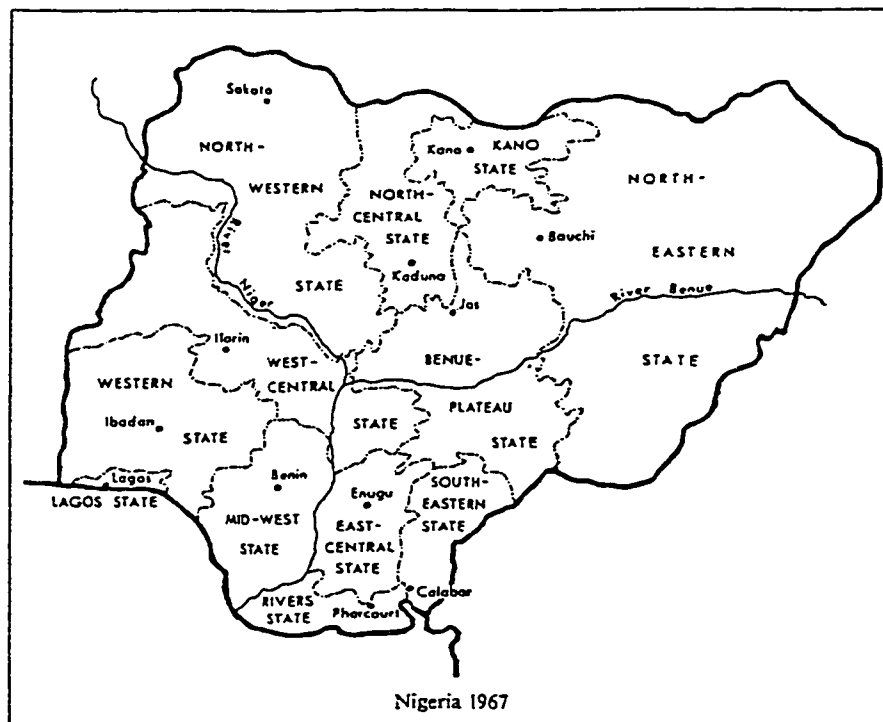 Sokoto
NORTH-
WESTERN
STATE
Kano
KANO
STATE
NORTH-
CENTRAL
STATE
Kaduna
NORTH-
EASTERN
STATE
Bauchi
River
Niger
Jos
River Benue
Ilorin
WEST-
CENTRAL
STATE
BENUE-
PLATEAU
STATE
WESTERN
STATE
Ibadan
Lagos
LAGOS STATE
Benin
MID-WEST
STATE
Enugu
EAST-
CENTRAL
STATE
SOUTH-
EASTERN
STATE
Calabar
RIVERS
STATE
Pharcourt
Nigeria 1967